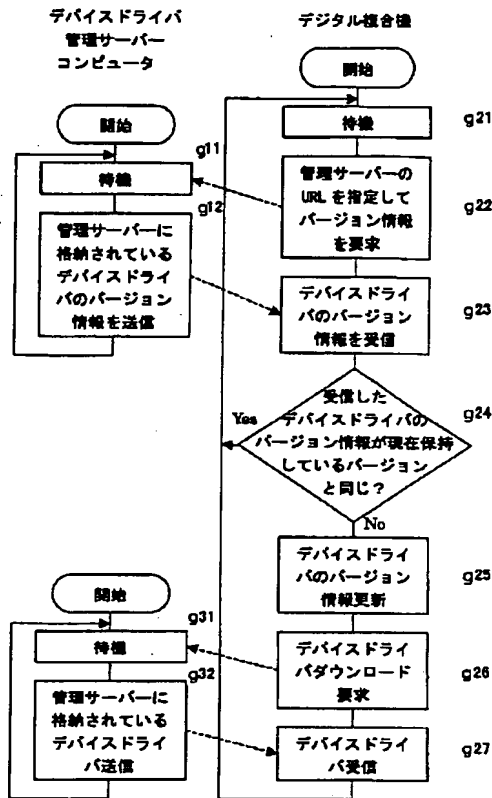 デバイスドライバ
管理サーバー
コンピュータ
デジタル複合機
開始
g11
待機
g12
管理サーバーに
格納されている
デバイスドライ
バのバージョン
情報を送信
開始
待機
g21
管理サーバーの
URLを指定して
バージョン情報
を要求
g22
デバイスドライ
バのバージョン
情報を受信
g23
受信した
デバイスドライバの
バージョン情報が現在保持
しているバージョン
と同じ?
g24
Yes
No
デバイスドライ
バのバージョン
情報更新
g25
開始
g31
待機
g32
管理サーバーに
格納されている
デバイスドライ
バ送信
デバイスドライ
バダウンロード
要求
g26
デバイスドライ
バ受信
g27